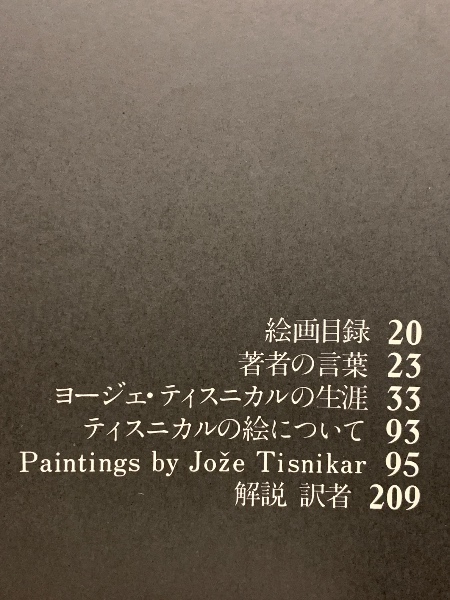 絵画目録 20
著者の言葉 23
ヨージェ・ティスニカルの生涯 33
ティスニカルの絵について 93
Paintings by Jože Tisnikar 95
解説 訳者 209